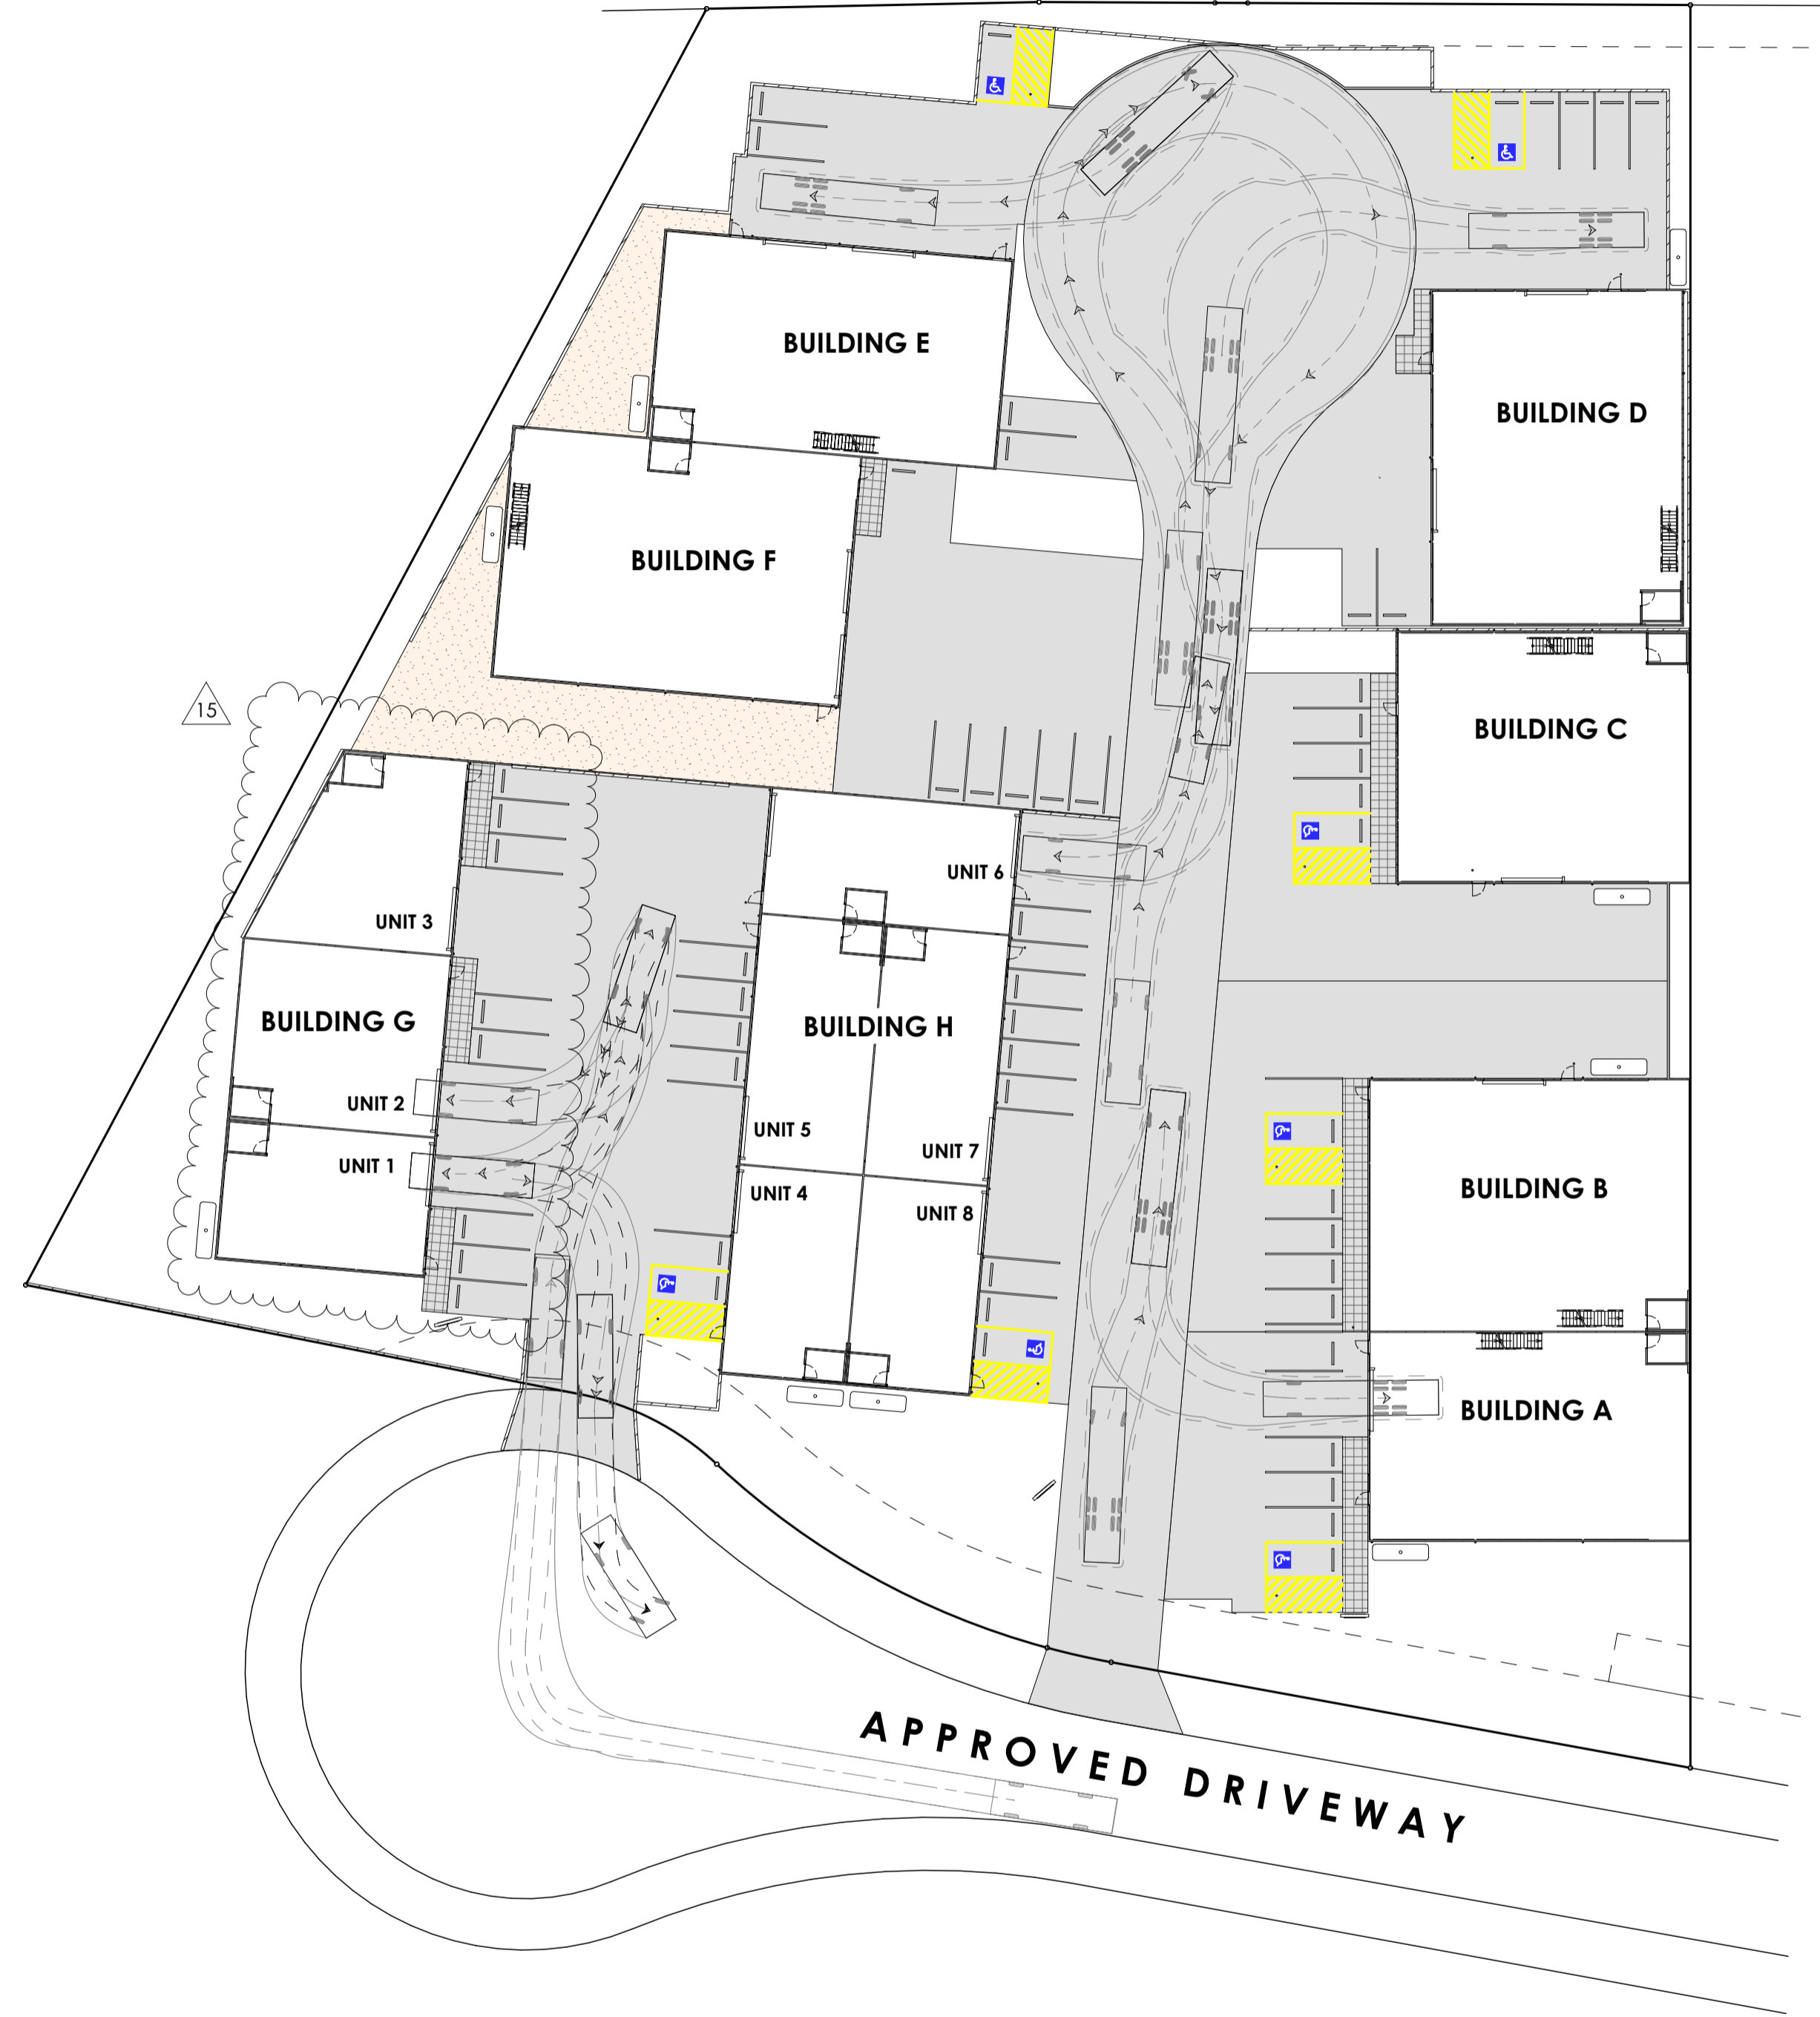 BUILDING E
BUILDING D
BUILDING F
15
BUILDING C
UNIT 6
UNIT 3
BUILDING G
BUILDING H
UNIT 2
UNIT 5
UNIT 7
UNIT 1
UNIT 4
UNIT 8
BUILDING B
BUILDING A
APPROVED DRIVEWAY